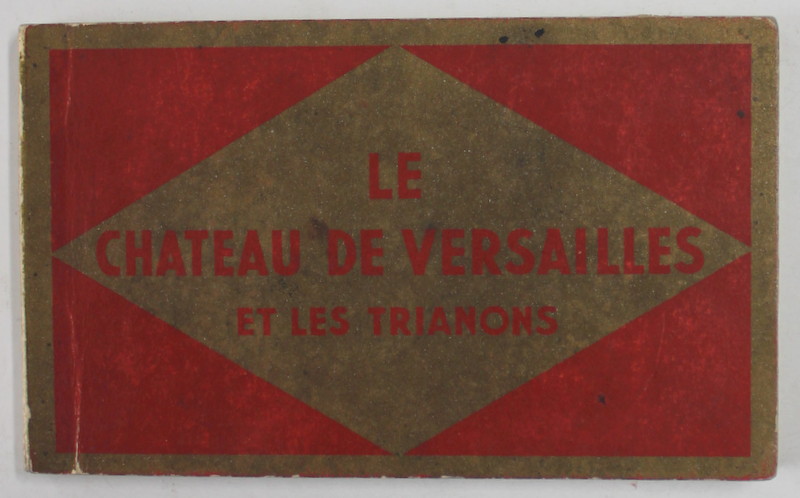 LE
CHATEAU DE VERSAILLES
ET LES TRIANONS